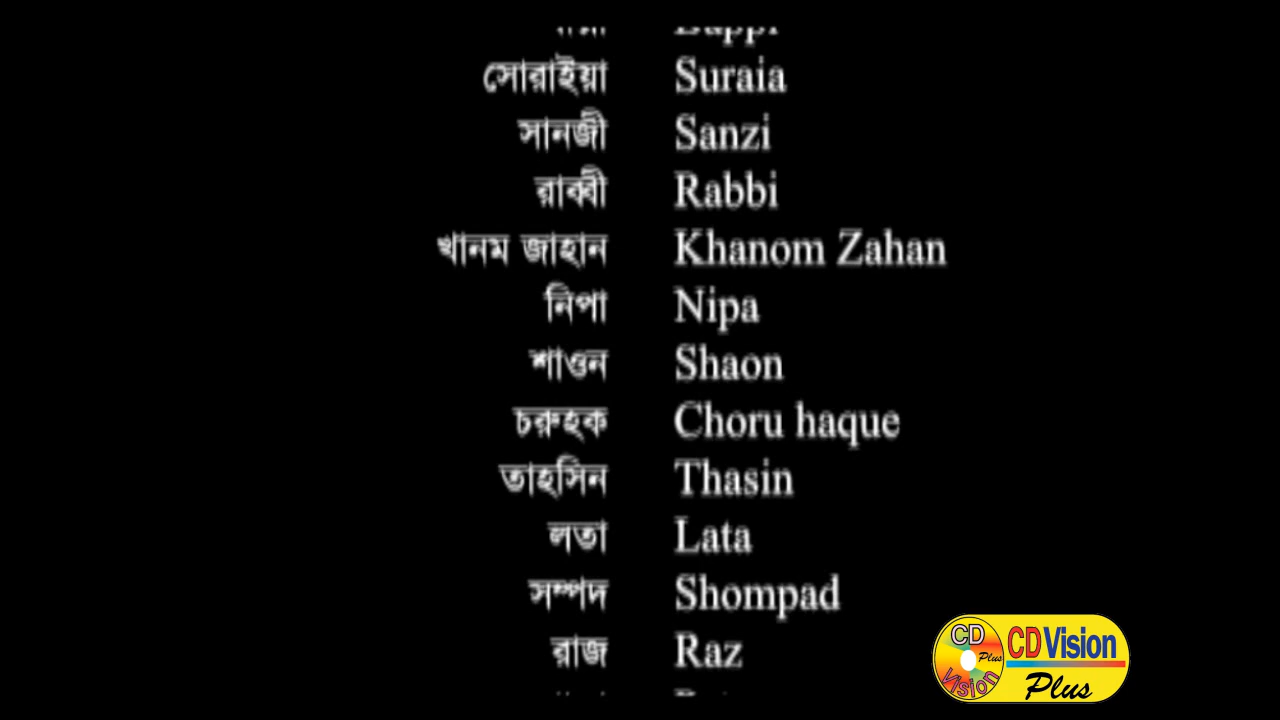 সোরাইয়া Suraia
সানজী Sanzi
রাব্বী Rabbi
খানম জাহান Khanom Zahan
নিপা Nipa
শাওন Shaon
চরুহক Choru haque
তাহসিন Thasin
লতা Lata
সম্পদ Shompad
রাজ Raz
CD Plus Vision
CD Vision
Plus